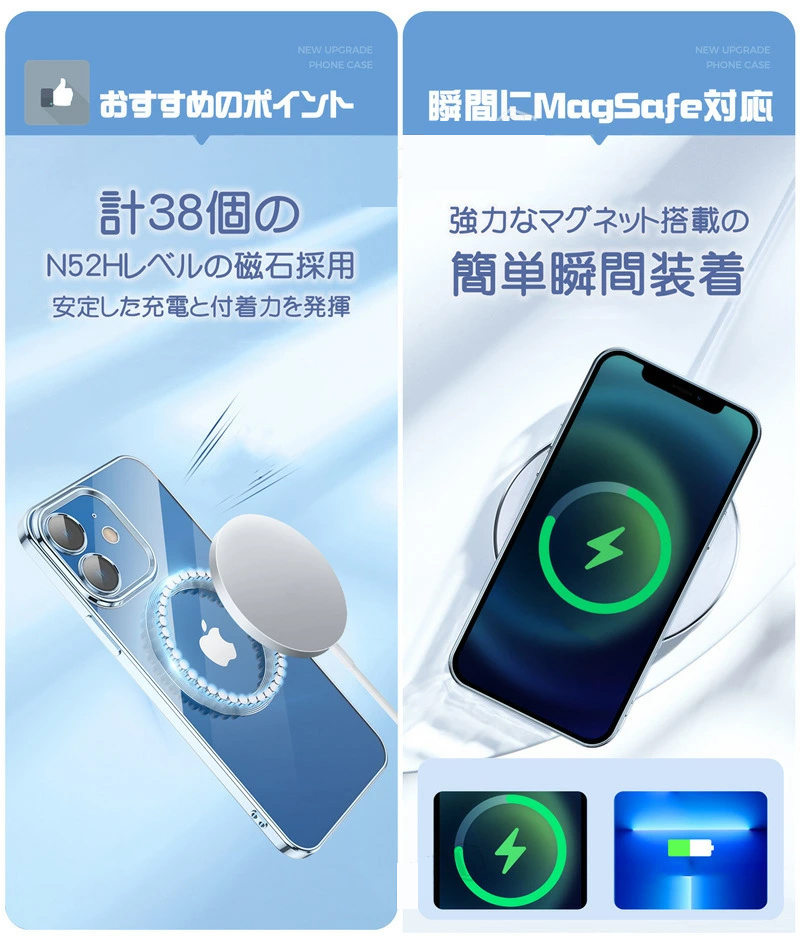 NEW UPGRADE
PHONE CASE
おすすめのポイント
計38個の
N52Hレベルの磁石採用
安定した充電と付着力を発揮
NEW UPGRADE
PHONE CASE
瞬間にMagSafe対応
強力なマグネット搭載の
簡単瞬間装着